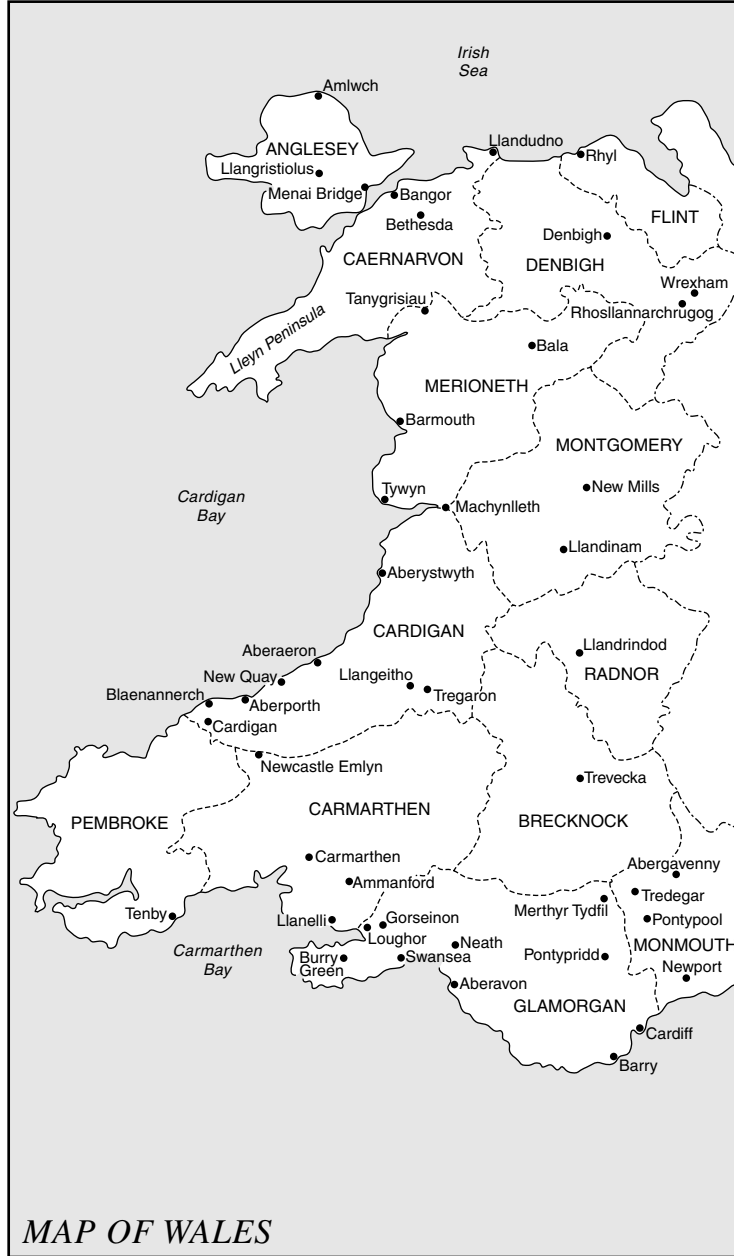 Irish
Sea
Amlwch
ANGLESEY
Llangristiolus
Menai Bridge
Llandudno
Rhyl
Bangor
Bethesda
FLINT
Denbigh
CAERNARVON
DENBIGH
Wrexham
Rhosllannarchrugog
Tanygrisiau
Lleyn Peninsula
Bala
MERIONETH
Barmouth
MONTGOMERY
Cardigan
Bay
Tywyn
New Mills
Machynlleth
Llandinam
Aberystwyth
CARDIGAN
Aberaeron
Llandrindod
RADNOR
New Quay
Llangeitho
Tregaron
Blaenannerch
Aberporth
Cardigan
Newcastle Emlyn
Trevecka
PEMBROKE
CARMARTHEN
BRECKNOCK
Carmarthen
Abergavenny
Ammanford
Tredegar
Merthyr Tydfil
Tenby
Llanelli
Gorseinon
Pontypool
Loughor
MONMOUTH
Carmarthen
Bay
Burry
Green
Swansea
Neath
Pontypridd
Newport
Aberavon
GLAMORGAN
Cardiff
Barry
MAP OF WALES